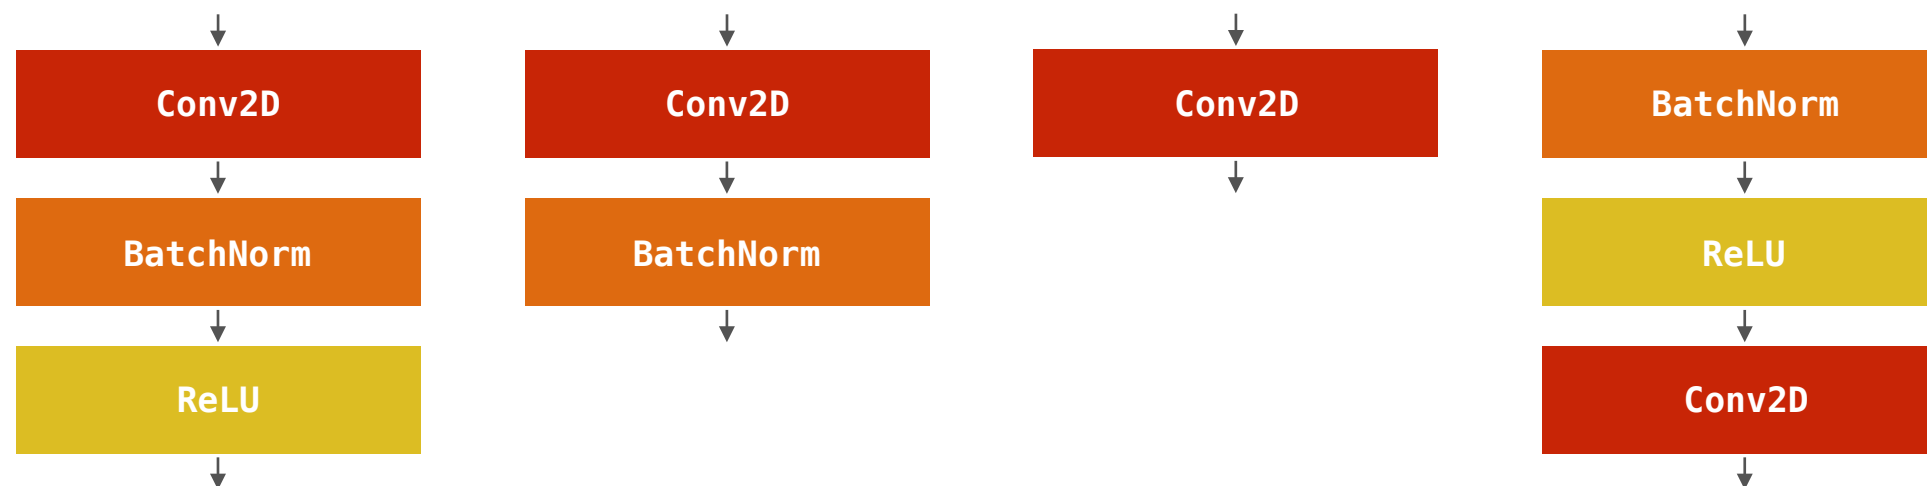 Conv2D
BatchNorm
ReLU
Conv2D
BatchNorm
Conv2D
BatchNorm
ReLU
Conv2D